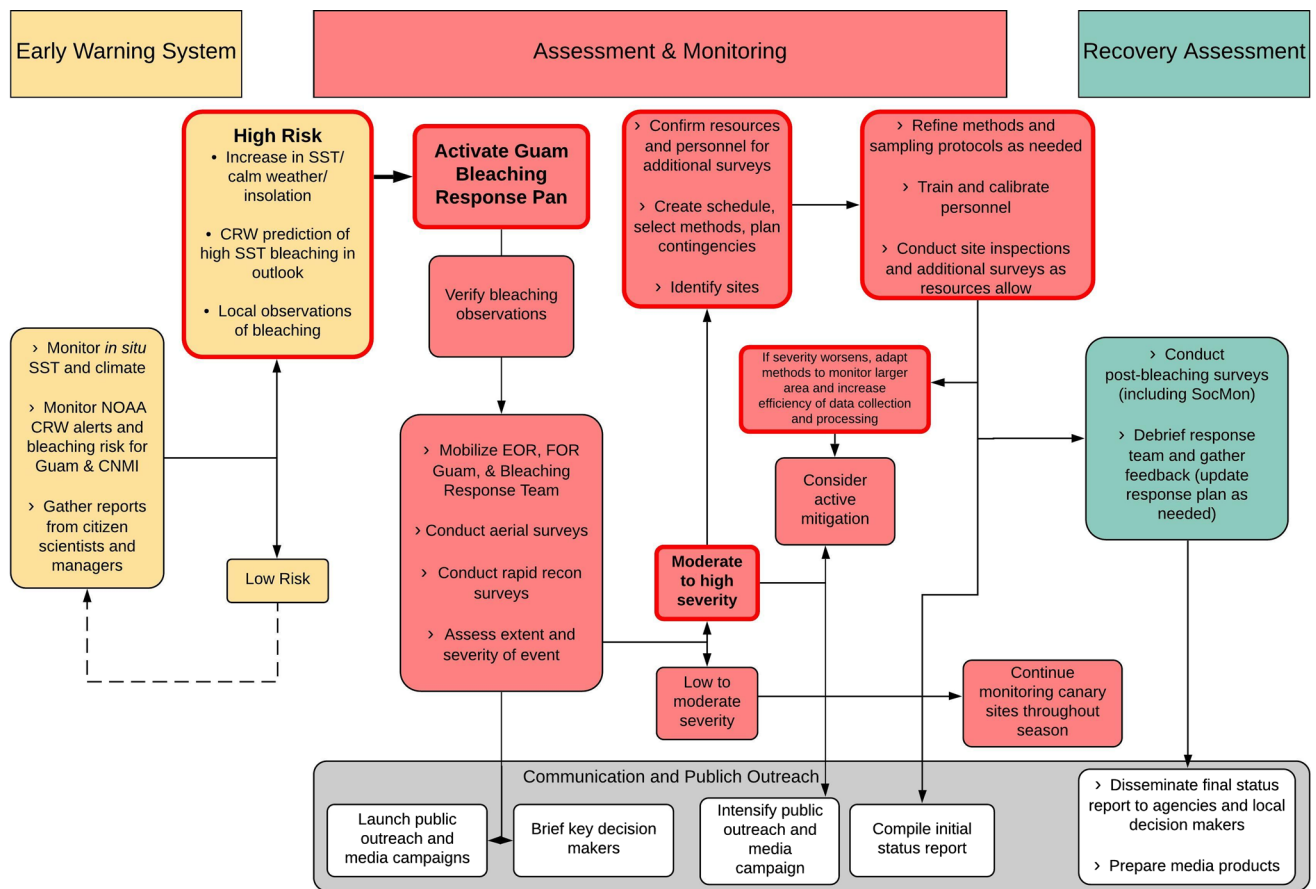 Early Warning System
Assessment & Monitoring
Recovery Assessment
High Risk
• Increase in SST/
calm weather/
insolation
• CRW prediction of
high SST bleaching in
outlook
• Local observations
of bleaching
Activate Guam
Bleaching
Response Pan
› Confirm resources
and personnel for
additional surveys
› Create schedule,
select methods, plan
contingencies
› Identify sites
› Refine methods and
sampling protocols as
needed
› Train and calibrate
personnel
› Conduct site inspections
and additional surveys as
resources allow
Verify bleaching
observations
› Monitor in situ
SST and climate
› Monitor NOAA
CRW alerts and
bleaching risk for
Guam & CNMI
› Gather reports
from citizen
scientists and
managers
Low Risk
› Mobilize EOR, FOR
Guam, & Bleaching
Response Team
› Conduct aerial surveys
› Conduct rapid recon
surveys
› Assess extent and
severity of event
If severity worsens, adapt
methods to monitor larger
area and increase
efficiency of data collection
and processing
Consider
active
mitigation
› Conduct
post-bleaching surveys
(including SocMon)
› Debrief response
team and gather
feedback (update
response plan as
needed)
Moderate
to high
severity
Low to
moderate
severity
Continue
monitoring canary
sites throughout
season
Communication and Publich Outreach
Launch public
outreach and
media campaigns
Brief key decision
makers
Intensify public
outreach and
media
campaign
Compile initial
status report
› Disseminate final status
report to agencies and local
decision makers
› Prepare media products